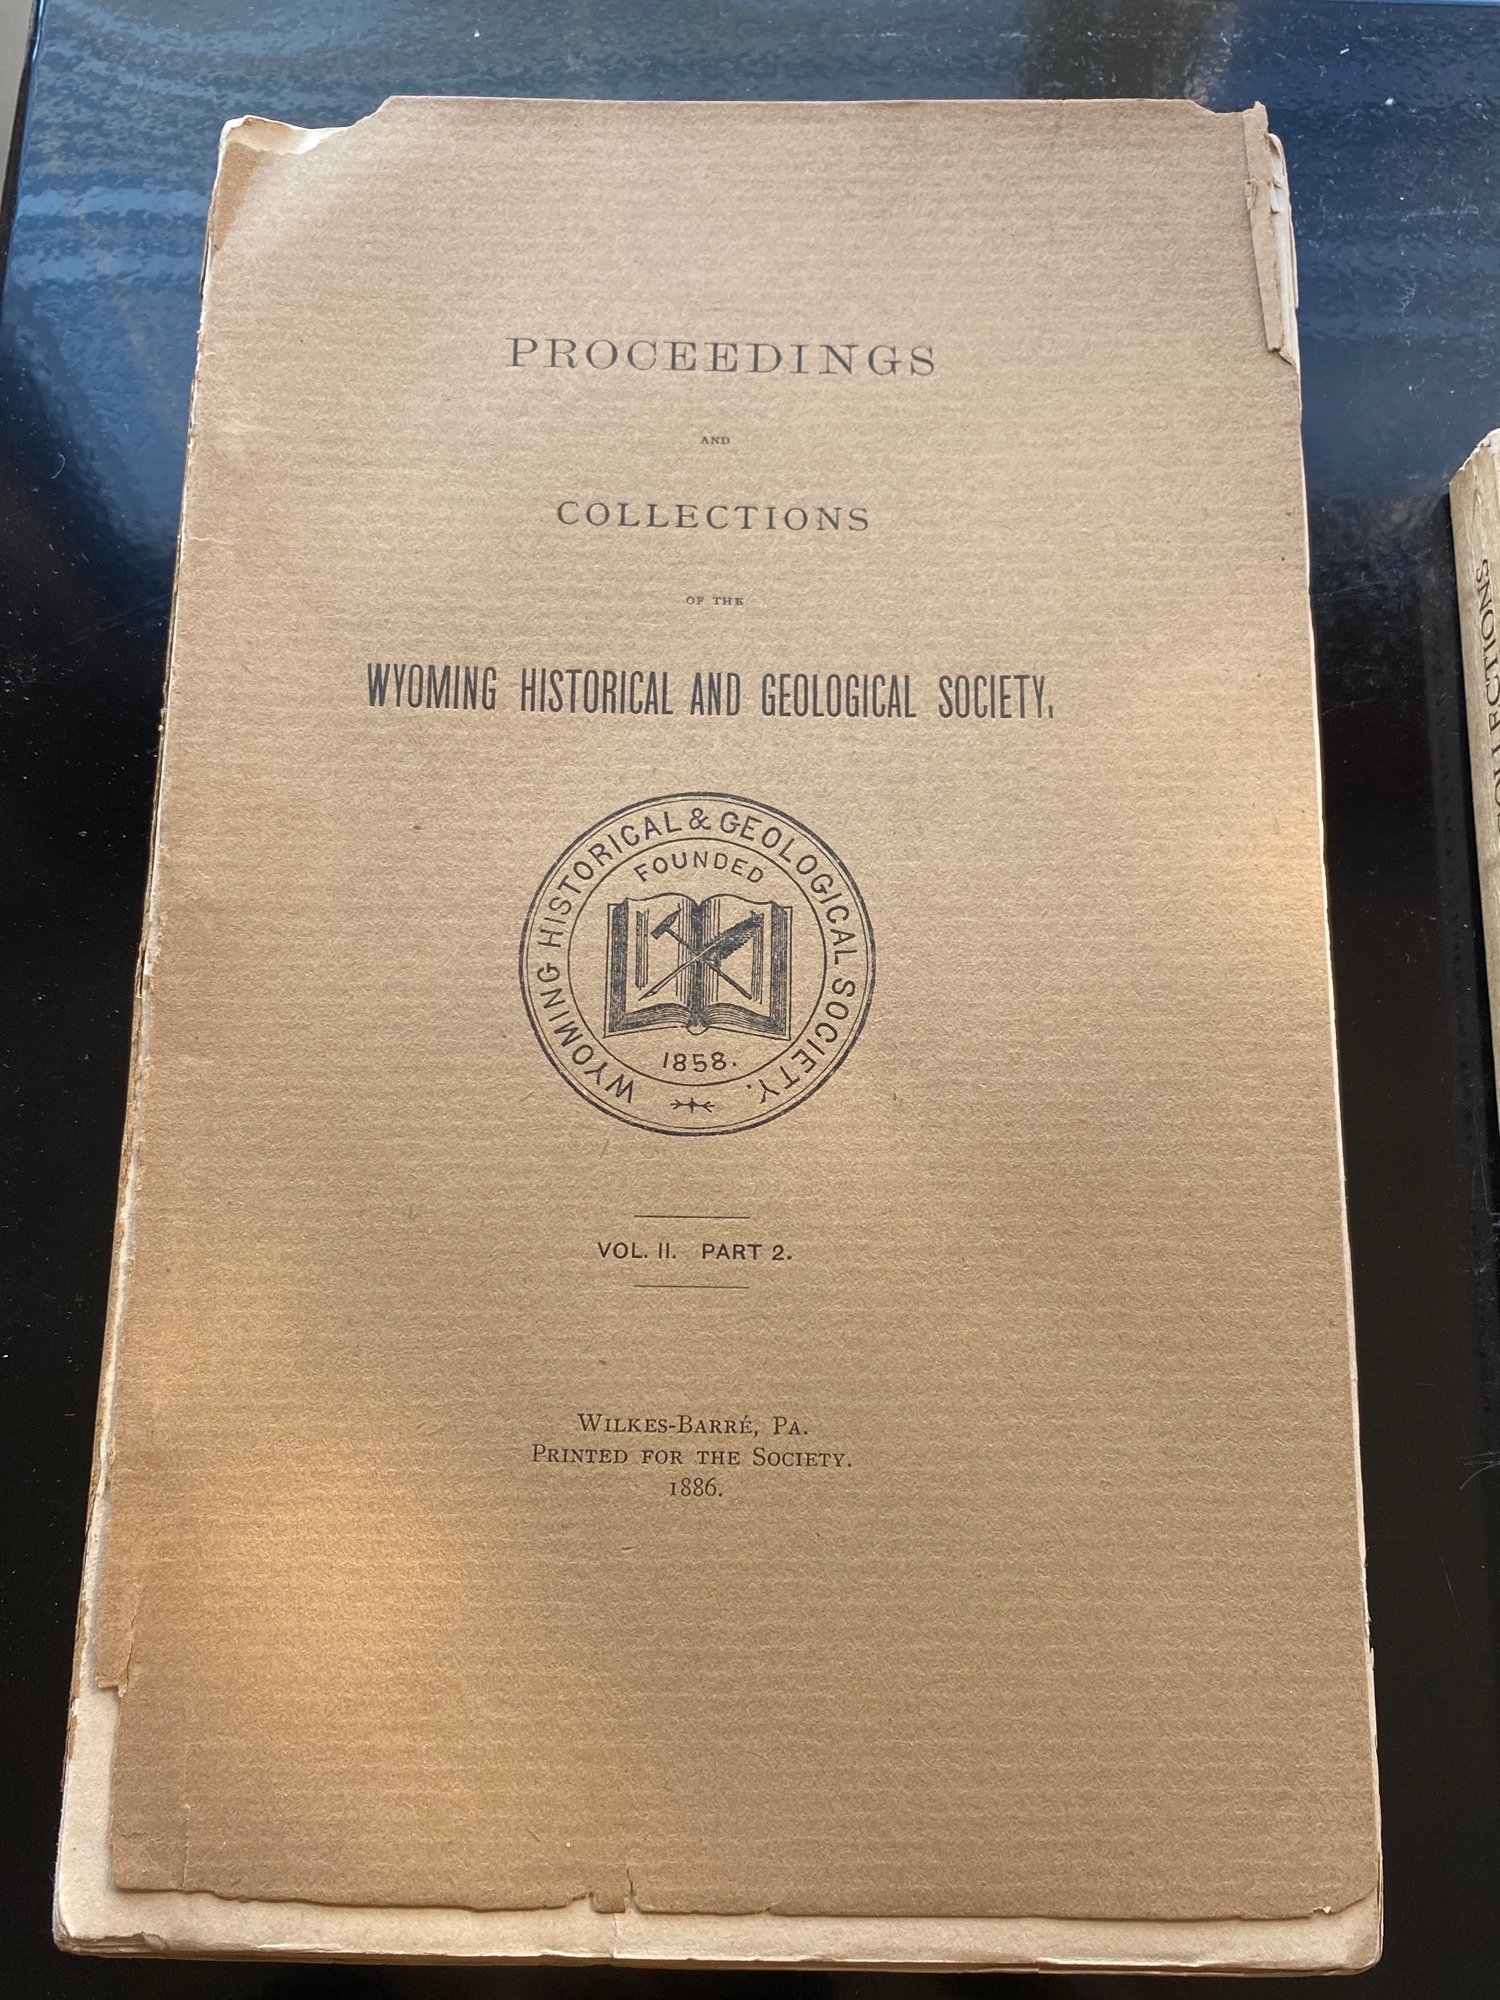 PROCEEDINGS
AND
COLLECTIONS
OF THE
WYOMING HISTORICAL AND GEOLOGICAL SOCIETY.
WYOMING HISTORICAL & GEOLOGICAL SOCIETY.
FOUNDED
1858.
VOL. II. PART 2.
WILKES-BARRÉ, PA.
PRINTED FOR THE SOCIETY.
1886.